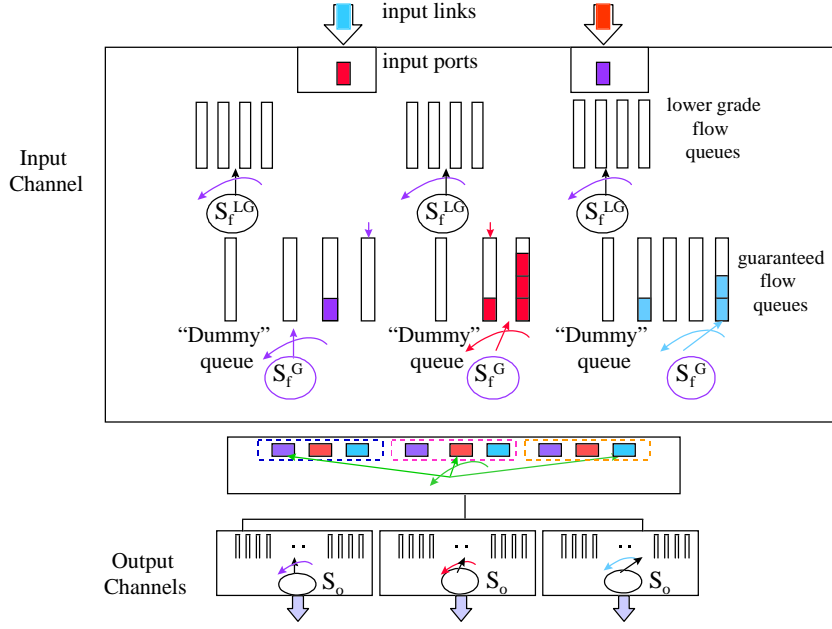 input links
input ports
lower grade
flow
queues
Input
Channel
S_f^LG
S_f^LG
S_f^LG
guaranteed
flow
queues
“Dummy”
queue
“Dummy”
queue
“Dummy”
queue
S_f^G
S_f^G
S_f^G
..
..
..
Output
Channels
S_o
S_o
S_o